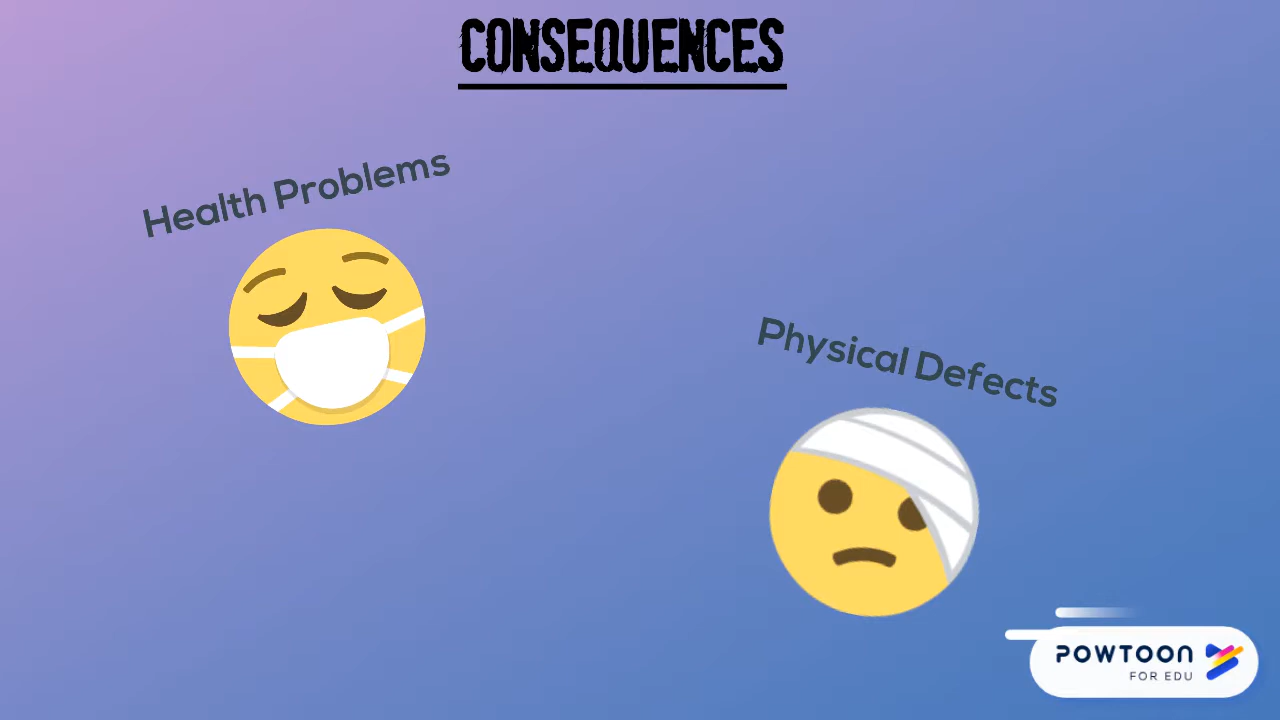 CONSEQUENCES
Health Problems
Physical Defects
POWTOON
FOR EDU